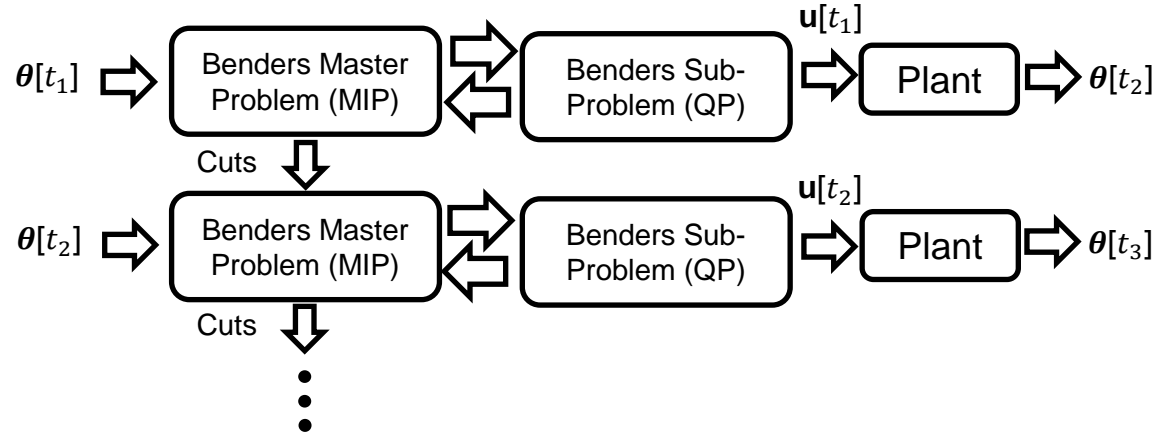 𝜽[t₁]
Benders Master
Problem (MIP)
Benders Sub-
Problem (QP)
𝐮[t₁]
Plant
𝜽[t₂]
Cuts
𝜽[t₂]
Benders Master
Problem (MIP)
Benders Sub-
Problem (QP)
𝐮[t₂]
Plant
𝜽[t₃]
Cuts